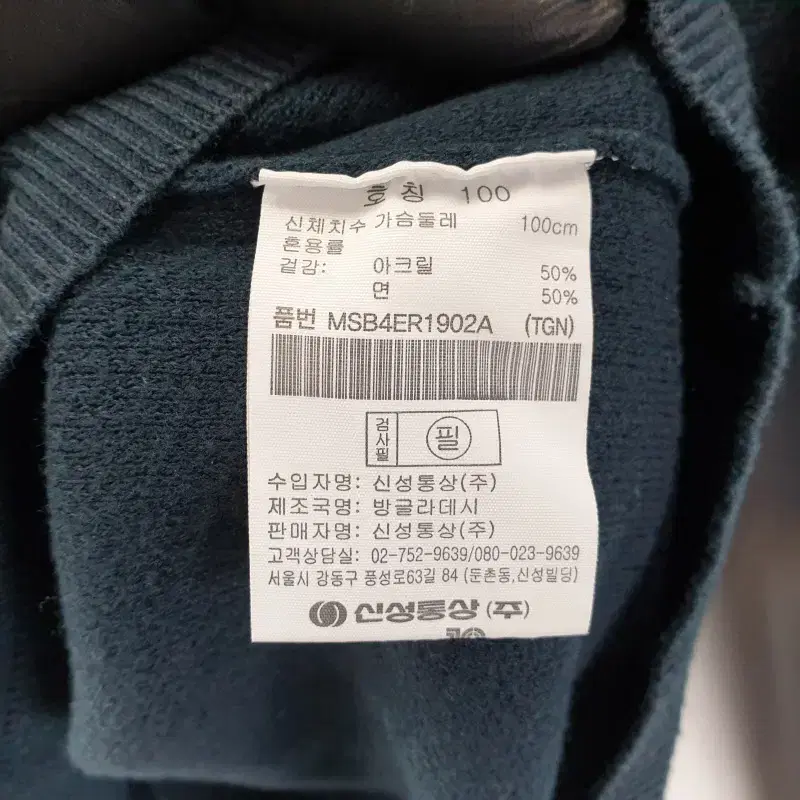 호칭 100
신체치수 가슴둘레 100cm
혼용률
겉감: 아크릴 50%
면 50%
품번 MSB4ER1902A (TGN)
검사필 필
수입자명: 신성통상(주)
제조국명: 방글라데시
판매자명: 신성통상(주)
고객상담실: 02-752-9639/080-023-9639
서울시 강동구 풍성로63길 84 (둔촌동,신성빌딩)
신성통상(주)